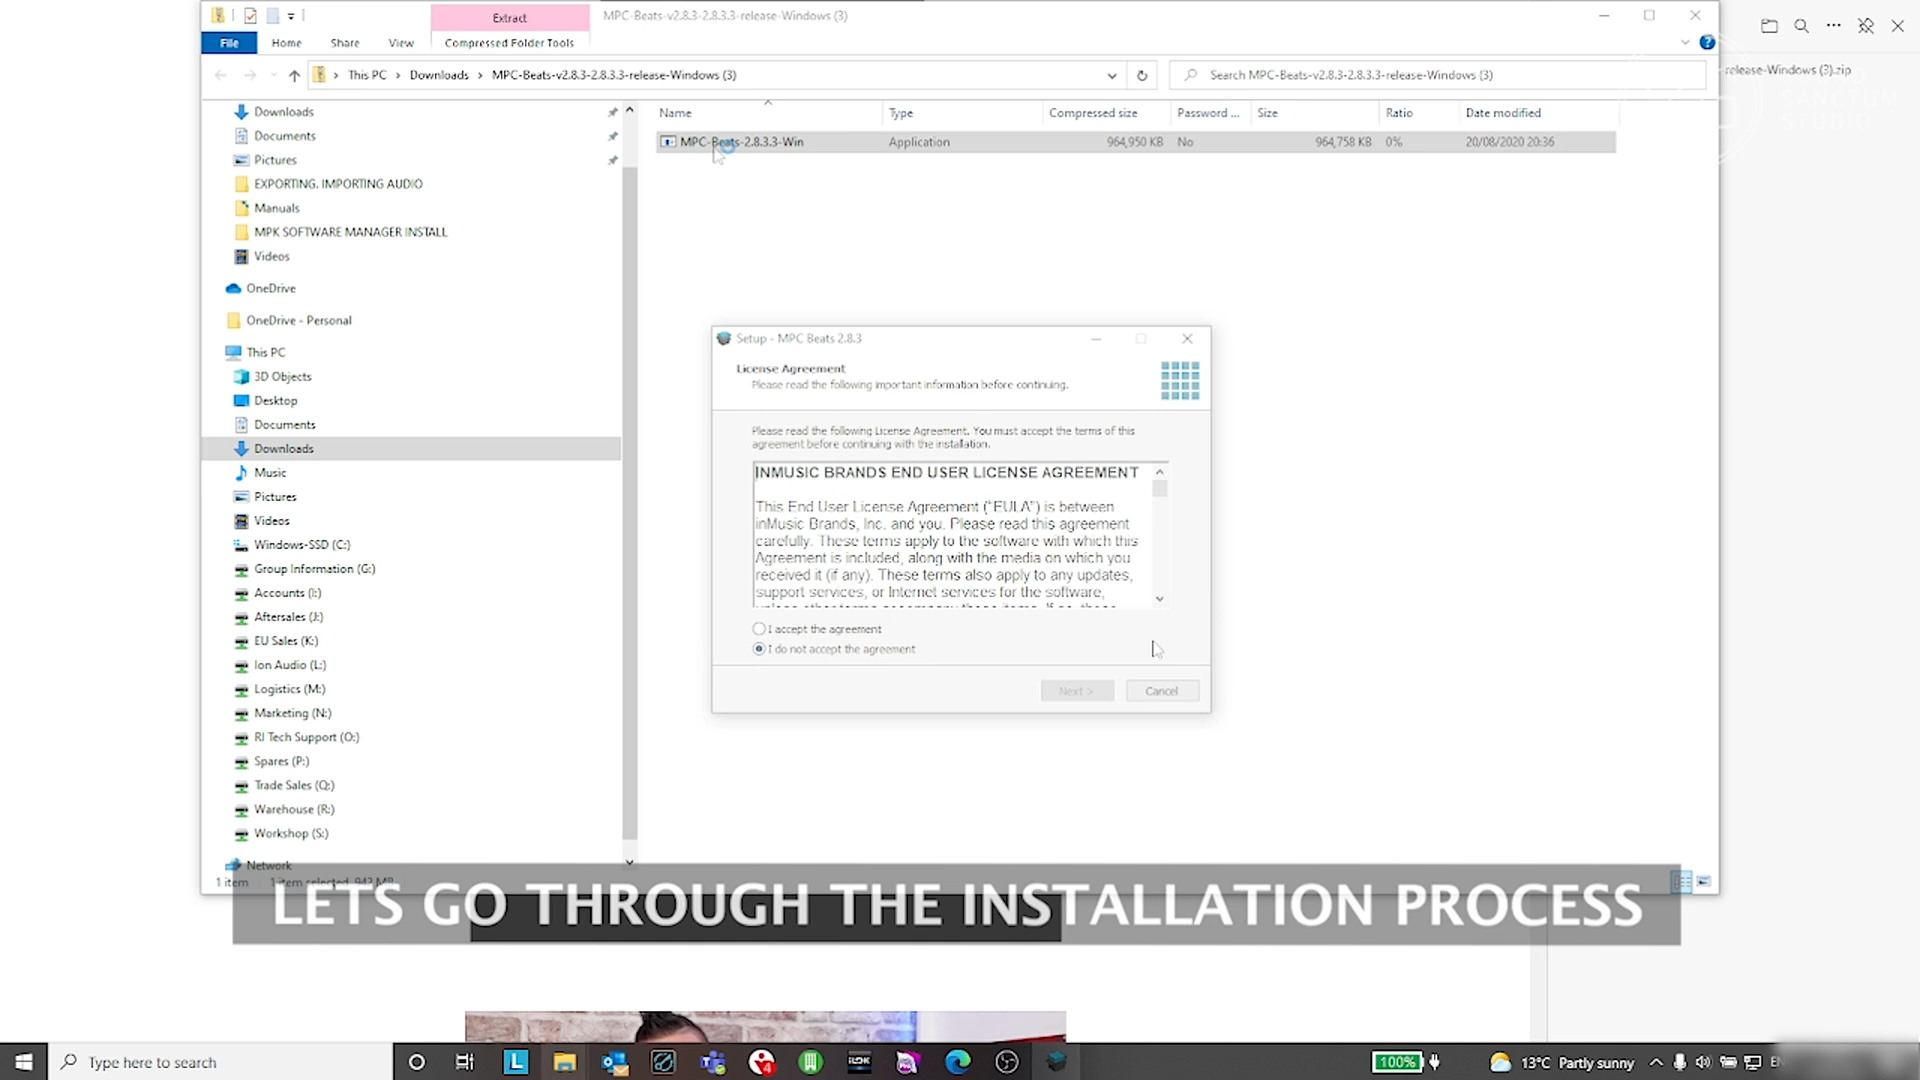 Extract
MPC-Beats-v2.8.3-2.8.3.3-release-Windows (3)
File
Home
Share
View
Compressed Folder Tools
This PC > Downloads > MPC-Beats-v2.8.3-2.8.3.3-release-Windows (3)
Search MPC-Beats-v2.8.3-2.8.3.3-release-Windows (3)
release-Windows (3).zip
SANCTUM
STUDIO
Name
Type
Compressed size
Password ...
Size
Ratio
Date modified
MPC-Beats-2.8.3.3-Win
Application
964,950 KB
No
964,758 KB
0%
20/08/2020 20:36
Downloads
Documents
Pictures
EXPORTING. IMPORTING AUDIO
Manuals
MPK SOFTWARE MANAGER INSTALL
Videos
OneDrive
OneDrive - Personal
This PC
3D Objects
Desktop
Documents
Downloads
Music
Pictures
Videos
Windows-SSD (C:)
Group Information (G:)
Accounts (I:)
Aftersales (J:)
EU Sales (K:)
Ion Audio (L:)
Logistics (M:)
Marketing (N:)
RI Tech Support (O:)
Spares (P:)
Trade Sales (Q:)
Warehouse (R:)
Workshop (S:)
Network
1 item
1 item selected 942 MB
Setup - MPC Beats 2.8.3
License Agreement
Please read the following important information before continuing.
Please read the following License Agreement. You must accept the terms of this
agreement before continuing with the installation.
INMUSIC BRANDS END USER LICENSE AGREEMENT
This End User License Agreement ("EULA") is between
inMusic Brands, Inc. and you. Please read this agreement
carefully. These terms apply to the software with which this
Agreement is included, along with the media on which you
received it (if any). These terms also apply to any updates,
support services, or Internet services for the software,
I accept the agreement
I do not accept the agreement
Next >
Cancel
LETS GO THROUGH THE INSTALLATION PROCESS
Type here to search
100%
13°C Partly sunny